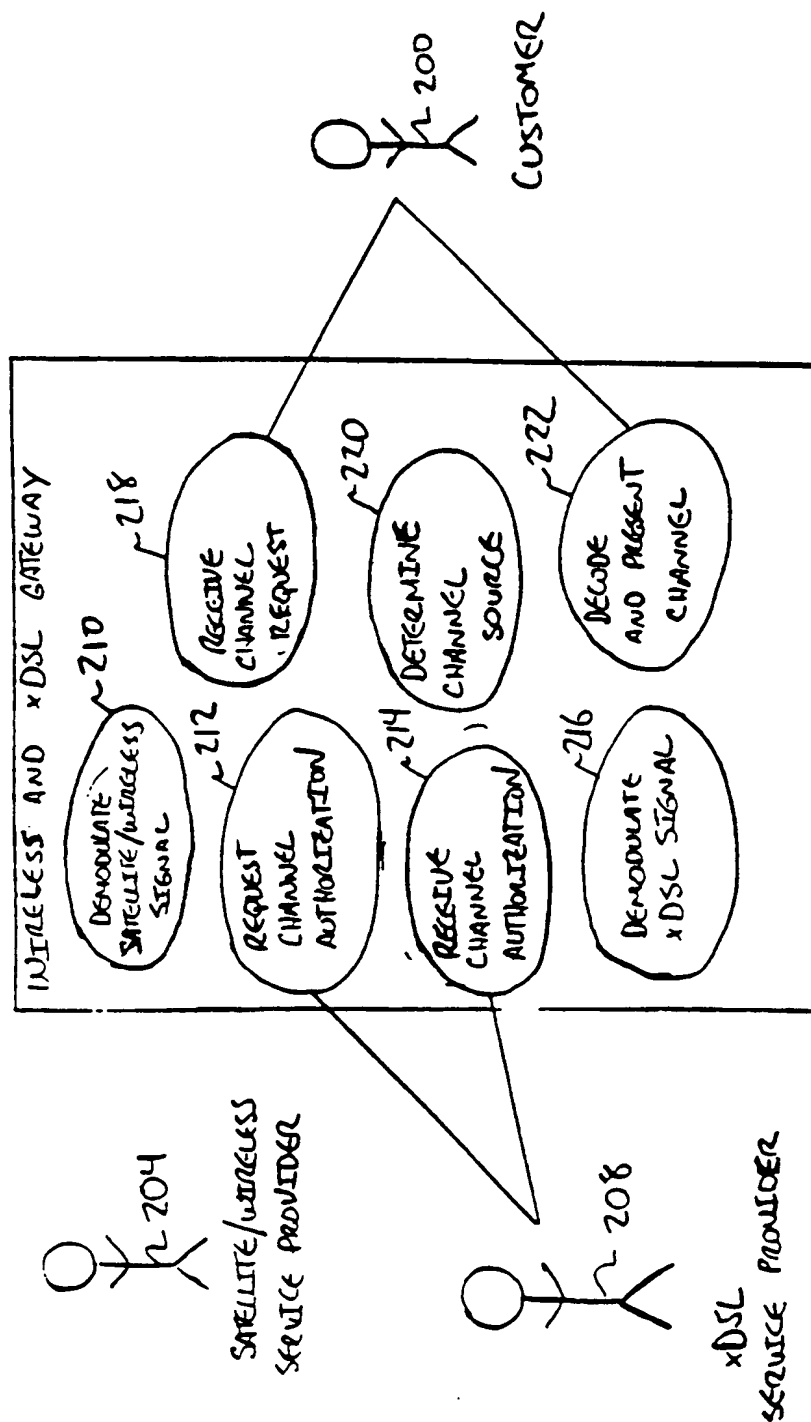 WIRELESS AND xDSL GATEWAY
204
SATELLITE/WIRELESS
SERVICE PROVIDER
208
xDSL
SERVICE PROVIDER
210
DEMODULATE
SATELLITE/WIRELESS
SIGNAL
212
REQUEST
CHANNEL
AUTHORIZATION
214
RECEIVE
CHANNEL
AUTHORIZATION
216
DEMODULATE
xDSL SIGNAL
218
RECEIVE
CHANNEL
REQUEST
220
DETERMINE
CHANNEL
SOURCE
222
DECODE
AND PRESENT
CHANNEL
200
CUSTOMER